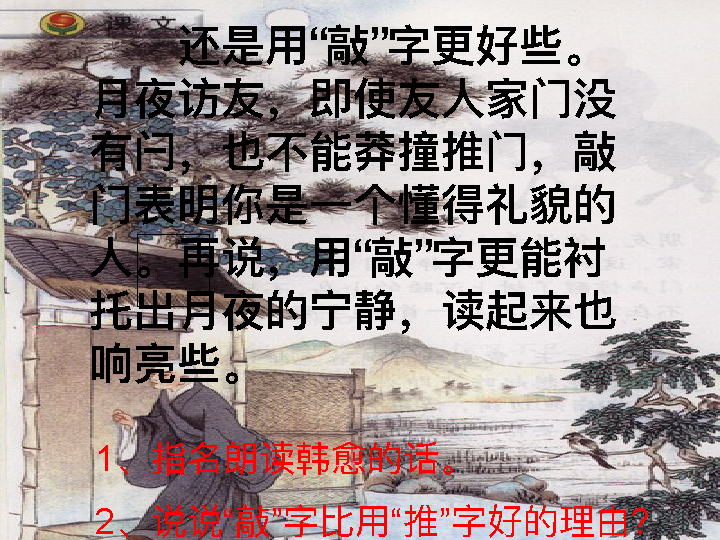 课 文
还是用“敲”字更好些。
月夜访友，即使友人家门没
有闩，也不能莽撞推门，敲
门表明你是一个懂得礼貌的
人。再说，用“敲”字更能衬
托出月夜的宁静，读起来也
响亮些。
1、指名朗读韩愈的话。
2、说说“敲”字比用“推”字好的理由？